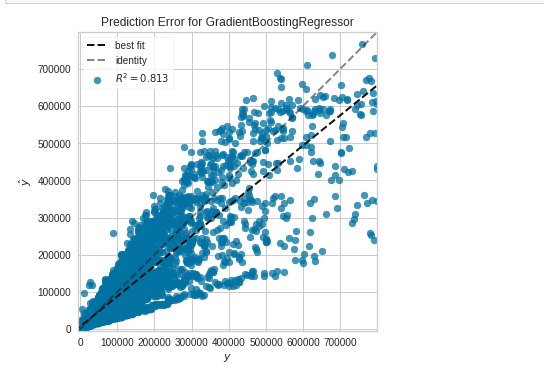 Prediction Error for GradientBoostingRegressor
best fit
identity
R² = 0.813
700000
600000
500000
400000
300000
200000
100000
0
ŷ
0 100000 200000 300000 400000 500000 600000 700000
y